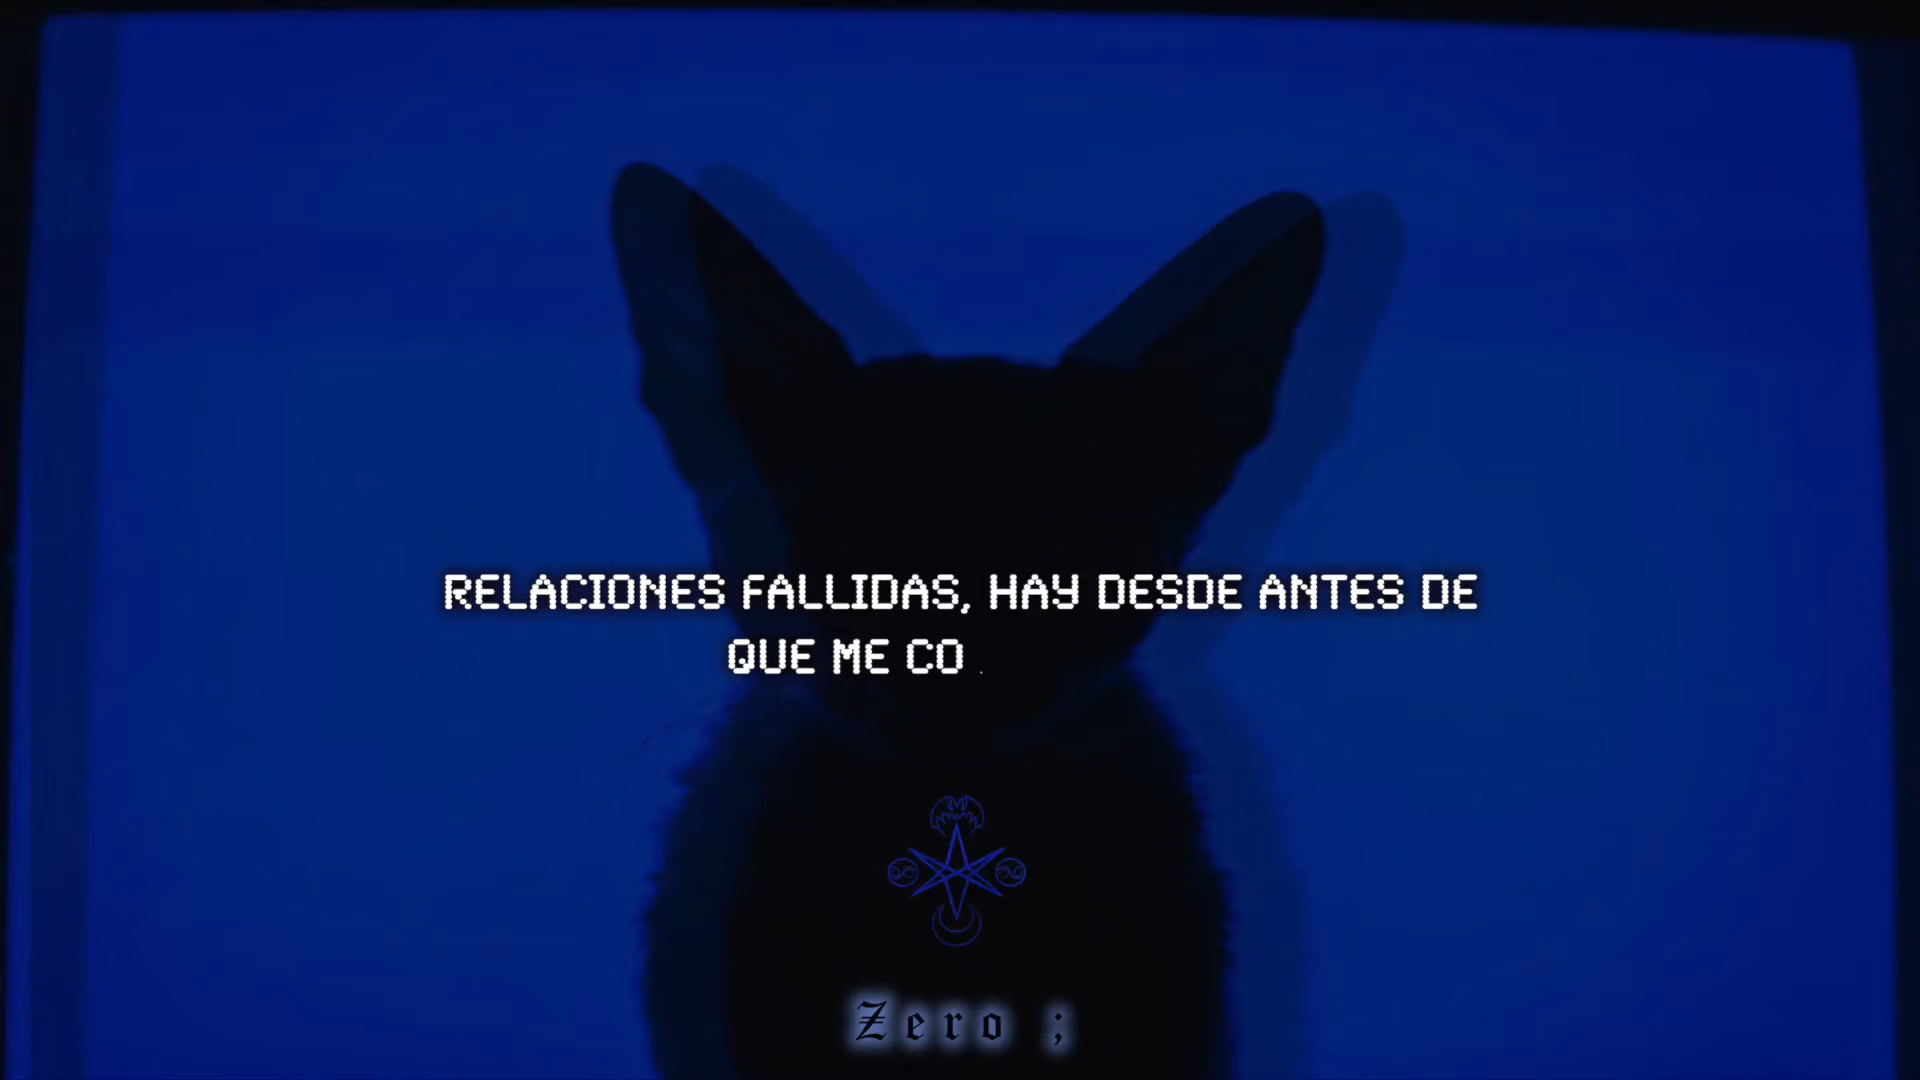 RELACIONES FALLIDAS, HAY DESDE ANTES DE
QUE ME CO
Zero ;